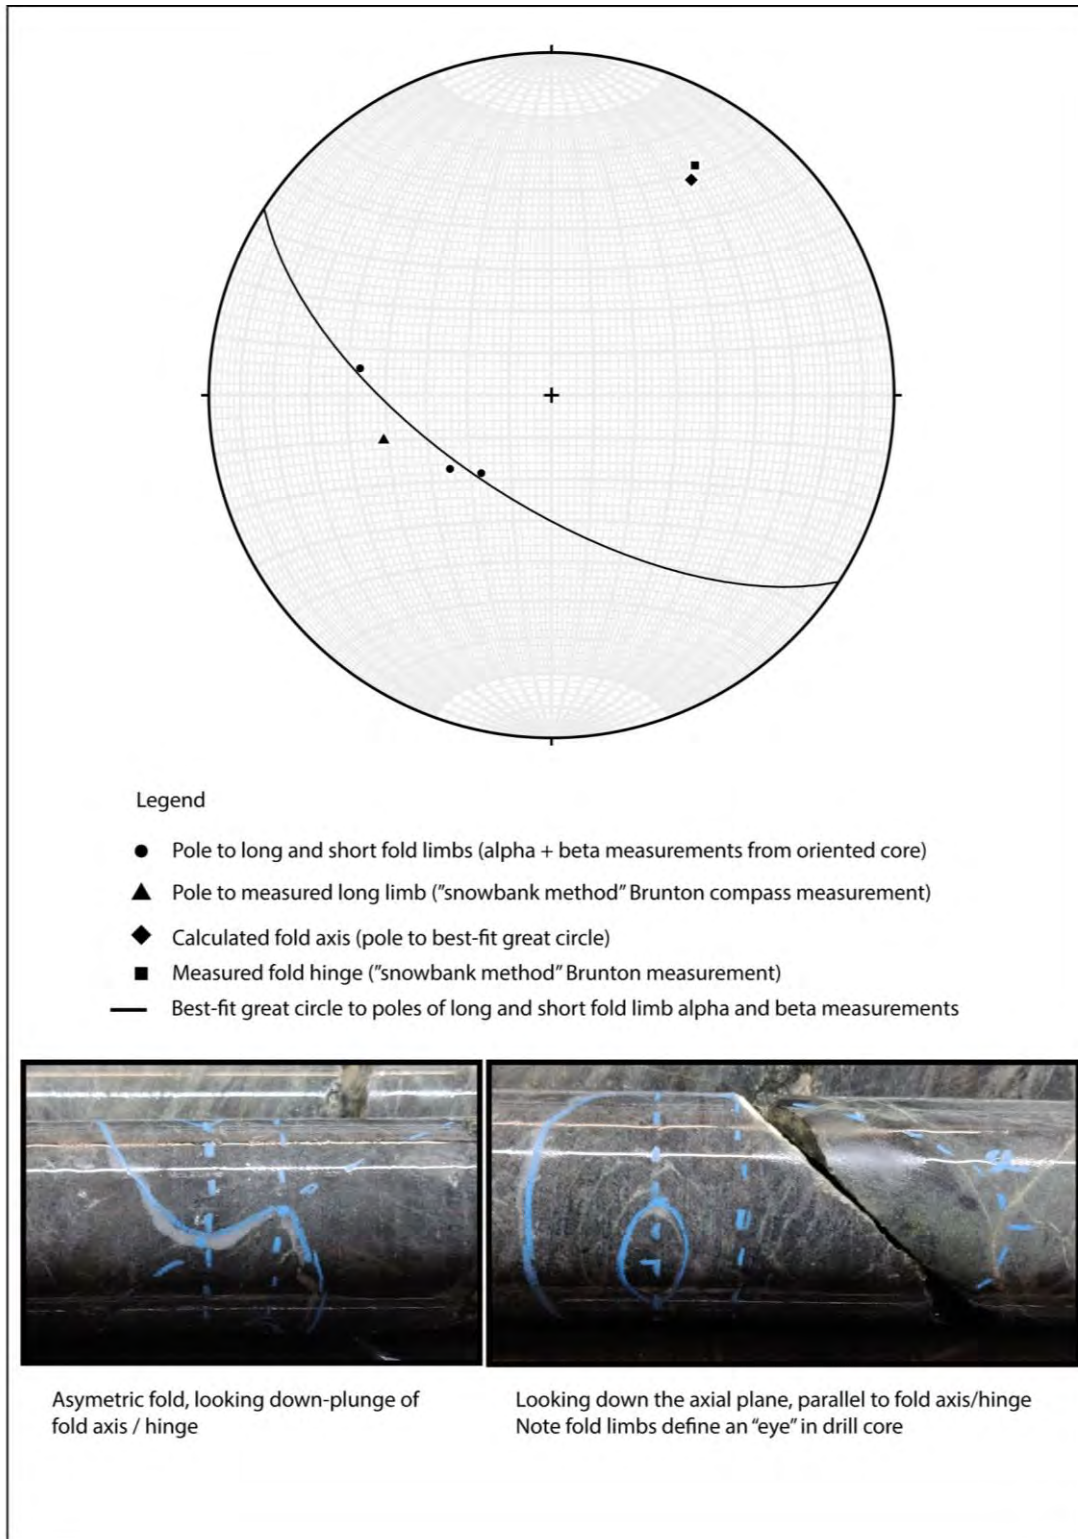 Legend
Pole to long and short fold limbs (alpha + beta measurements from oriented core)
Pole to measured long limb ("snowbank method" Brunton compass measurement)
Calculated fold axis (pole to best-fit great circle)
Measured fold hinge ("snowbank method" Brunton measurement)
Best-fit great circle to poles of long and short fold limb alpha and beta measurements
Asymetric fold, looking down-plunge of
fold axis / hinge
Looking down the axial plane, parallel to fold axis/hinge
Note fold limbs define an "eye" in drill core